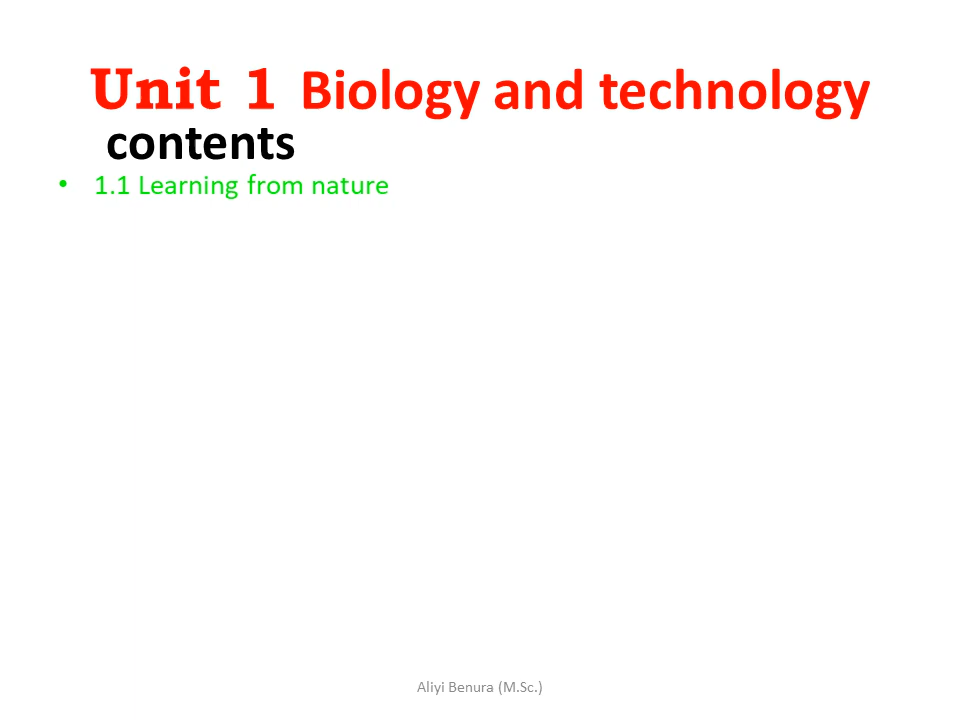 Unit 1 Biology and technology
contents
• 1.1 Learning from nature
Aliyi Benura (M.Sc.)